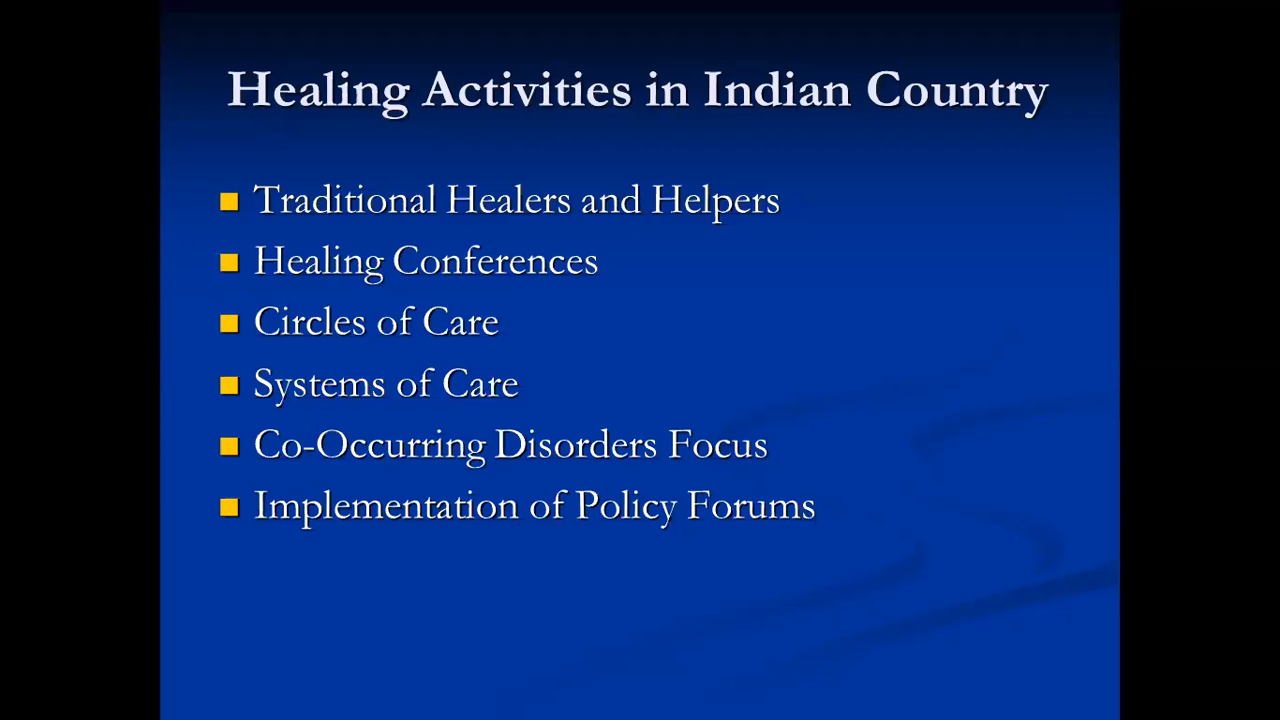 Healing Activities in Indian Country
Traditional Healers and Helpers
Healing Conferences
Circles of Care
Systems of Care
Co-Occurring Disorders Focus
Implementation of Policy Forums